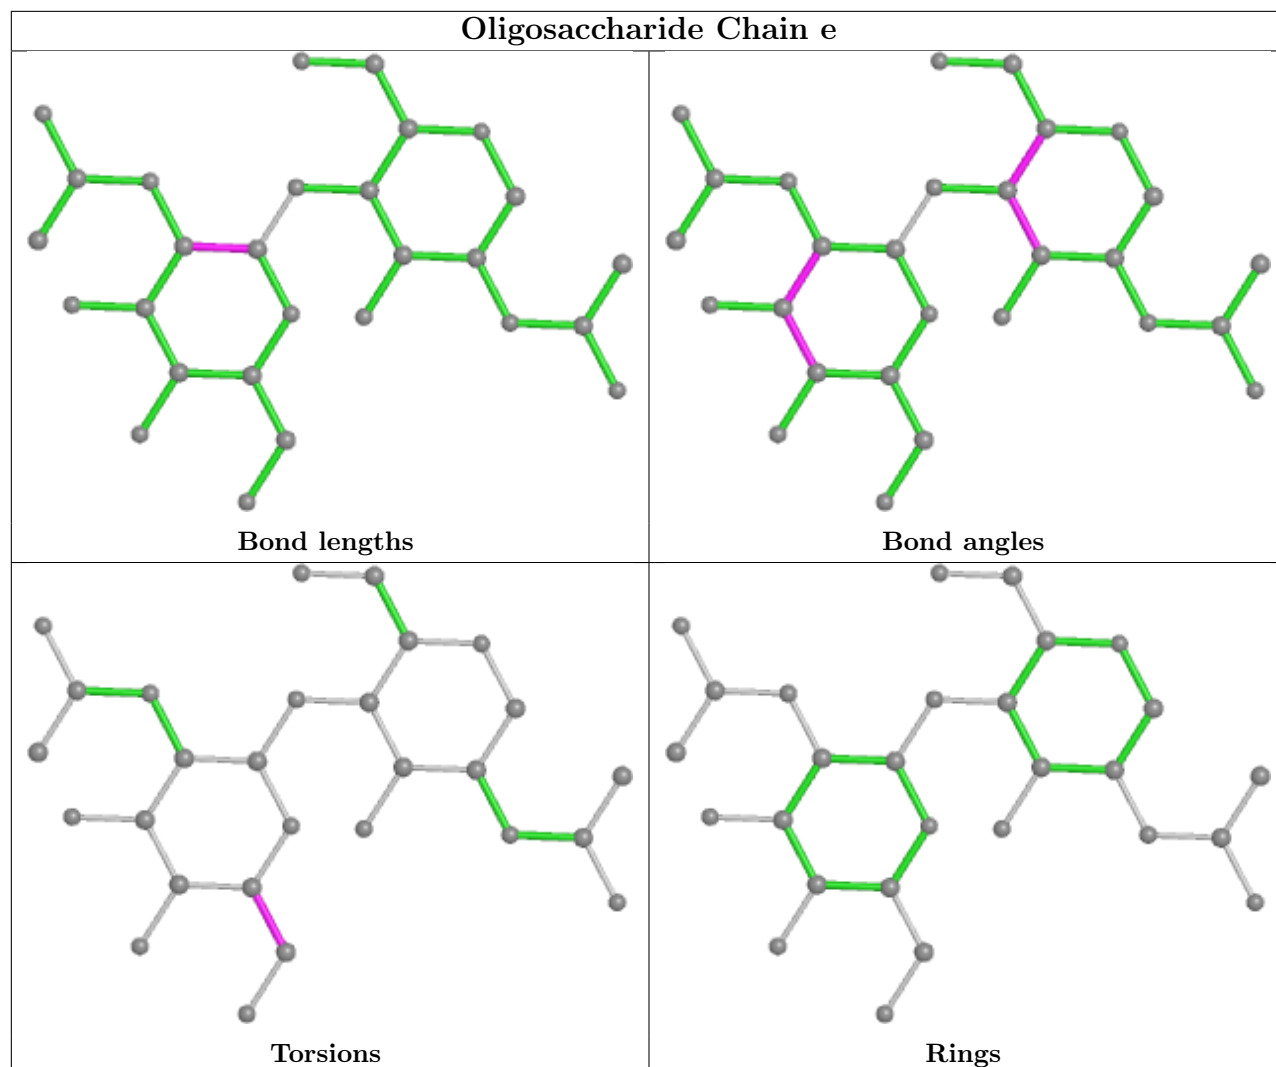 Oligosaccharide Chain e
Bond lengths
Bond angles
Torsions
Rings